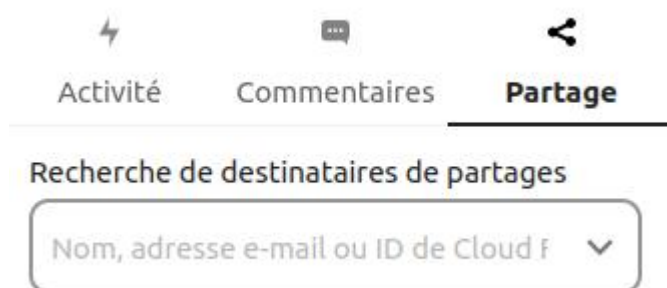 Activité Commentaires Partage
Recherche de destinataires de partages
Nom, adresse e-mail ou ID de Cloud